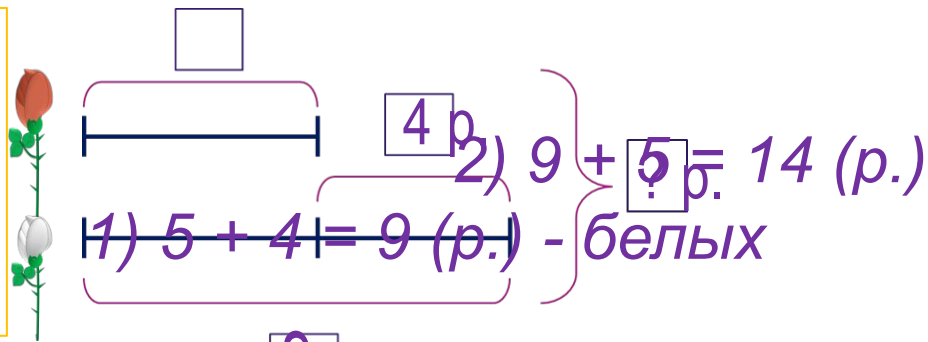 4 р.
2) 9 + 5 = 14 (р.)
? р.
1) 5 + 4 = 9 (р.) - белых